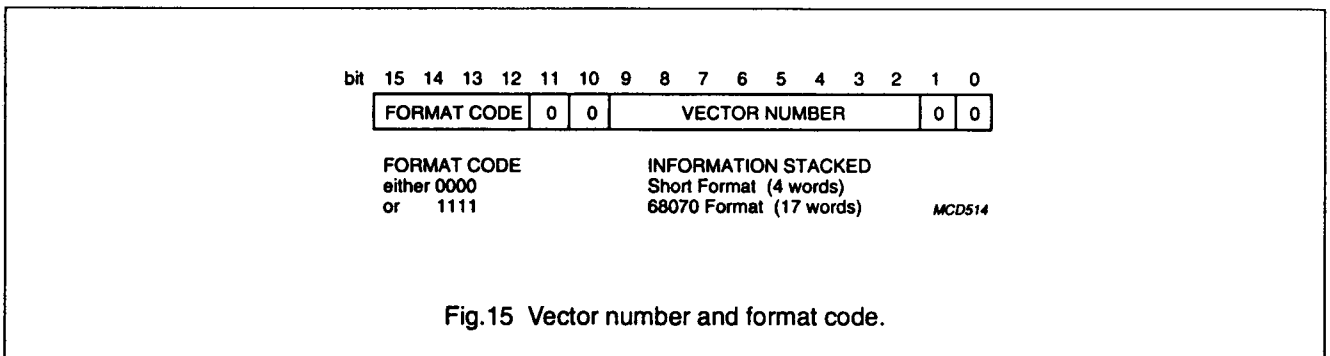 bit 15 14 13 12 11 10 9 8 7 6 5 4 3 2 1 0
FORMAT CODE 0 0 VECTOR NUMBER 0 0
FORMAT CODE INFORMATION STACKED
either 0000 Short Format (4 words)
or 1111 68070 Format (17 words) MCD514
Fig.15 Vector number and format code.